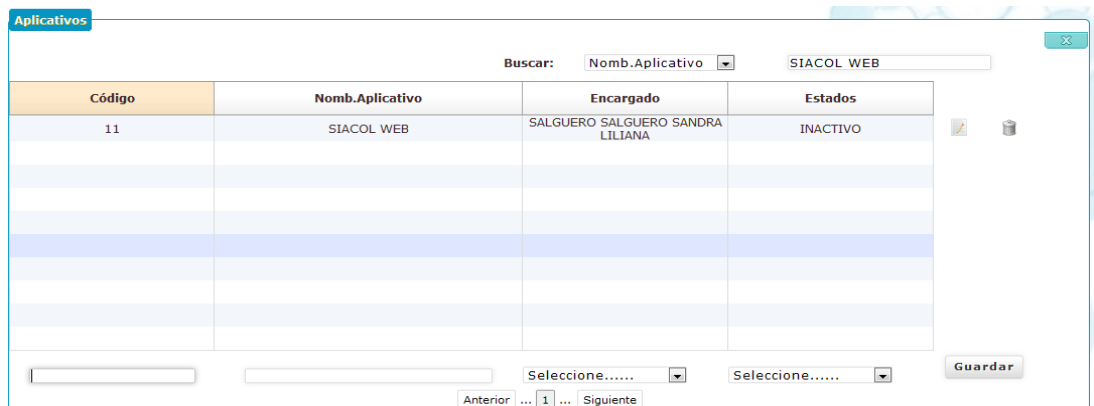 Aplicativos
Buscar: Nomb.Aplicativo SIACOL WEB
Código Nomb.Aplicativo Encargado Estados
11 SIACOL WEB SALGUERO SALGUERO SANDRA LILIANA INACTIVO
Seleccione...... Seleccione...... Guardar
Anterior ... 1 ... Siguiente